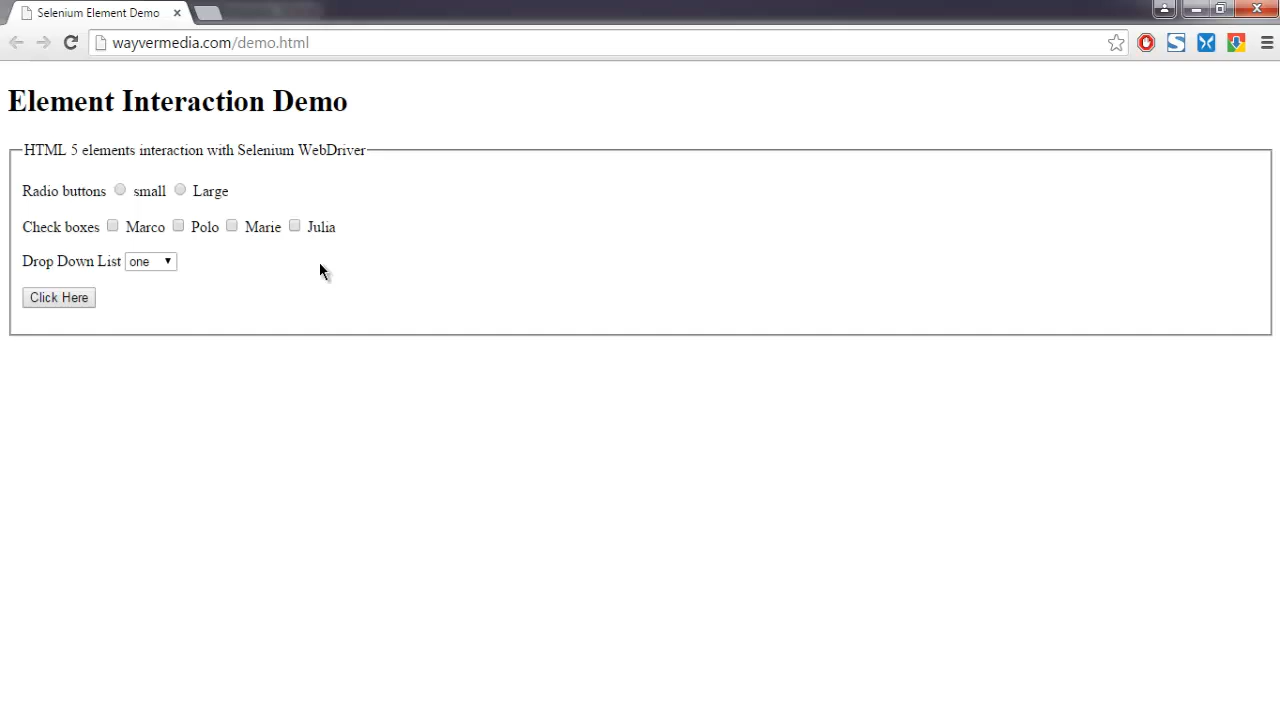 Selenium Element Demo
wayvermedia.com/demo.html
Element Interaction Demo
HTML 5 elements interaction with Selenium WebDriver
Radio buttons small Large
Check boxes Marco Polo Marie Julia
Drop Down List one
Click Here